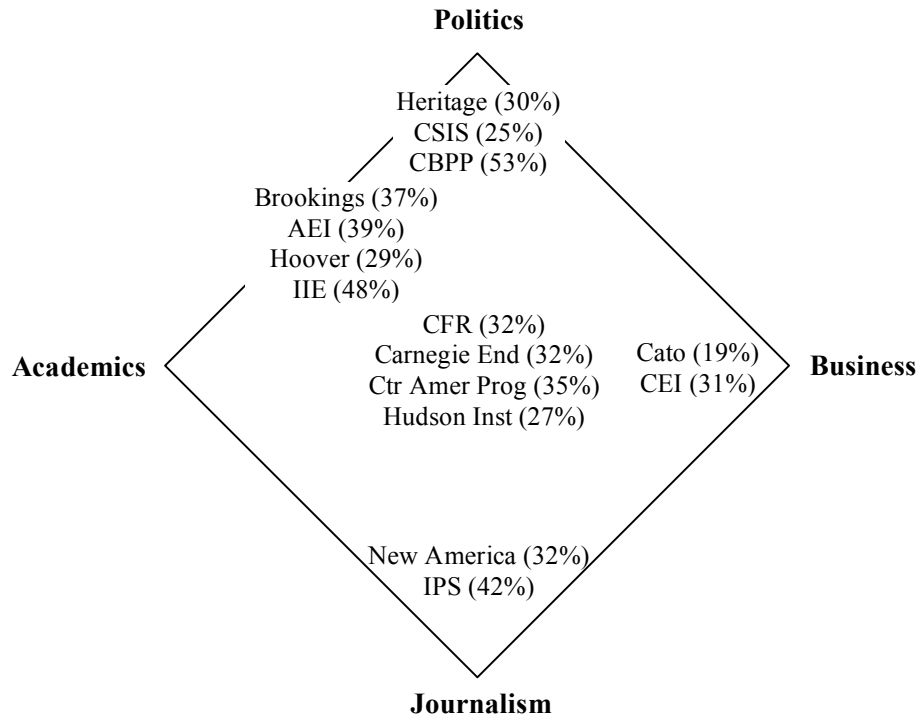 Politics
Heritage (30%)
CSIS (25%)
CBPP (53%)
Brookings (37%)
AEI (39%)
Hoover (29%)
IIE (48%)
CFR (32%)
Carnegie End (32%)
Ctr Amer Prog (35%)
Hudson Inst (27%)
Cato (19%)
CEI (31%)
Academics
Business
New America (32%)
IPS (42%)
Journalism